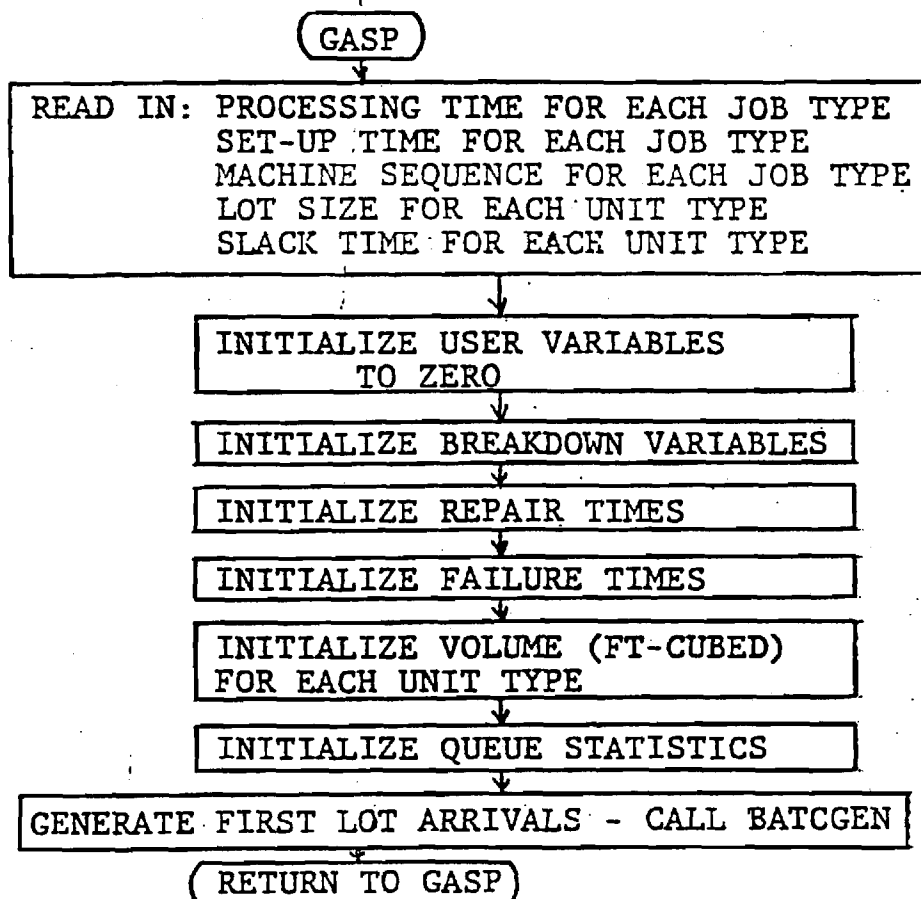 GASP
READ IN: PROCESSING TIME FOR EACH JOB TYPE
SET-UP TIME FOR EACH JOB TYPE
MACHINE SEQUENCE FOR EACH JOB TYPE
LOT SIZE FOR EACH UNIT TYPE
SLACK TIME FOR EACH UNIT TYPE
INITIALIZE USER VARIABLES
TO ZERO
INITIALIZE BREAKDOWN VARIABLES
INITIALIZE REPAIR TIMES
INITIALIZE FAILURE TIMES
INITIALIZE VOLUME (FT-CUBED)
FOR EACH UNIT TYPE
INITIALIZE QUEUE STATISTICS
GENERATE FIRST LOT ARRIVALS - CALL BATCGEN
RETURN TO GASP